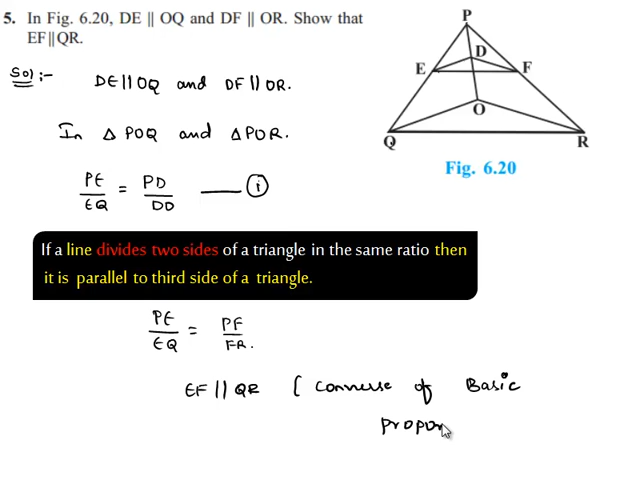 5. In Fig. 6.20, DE || OQ and DF || OR. Show that
EF || QR.
Sol :-
DE || OQ and DF || OR.
In △ POQ and △ POR.
PE/EQ = PD/DD —— (i)
If a line divides two sides of a triangle in the same ratio then
it is parallel to third side of a triangle.
PE/EQ = PF/FR.
EF || QR [ Converse of Basic
propor
P
D
E
F
O
Q
R
Fig. 6.20